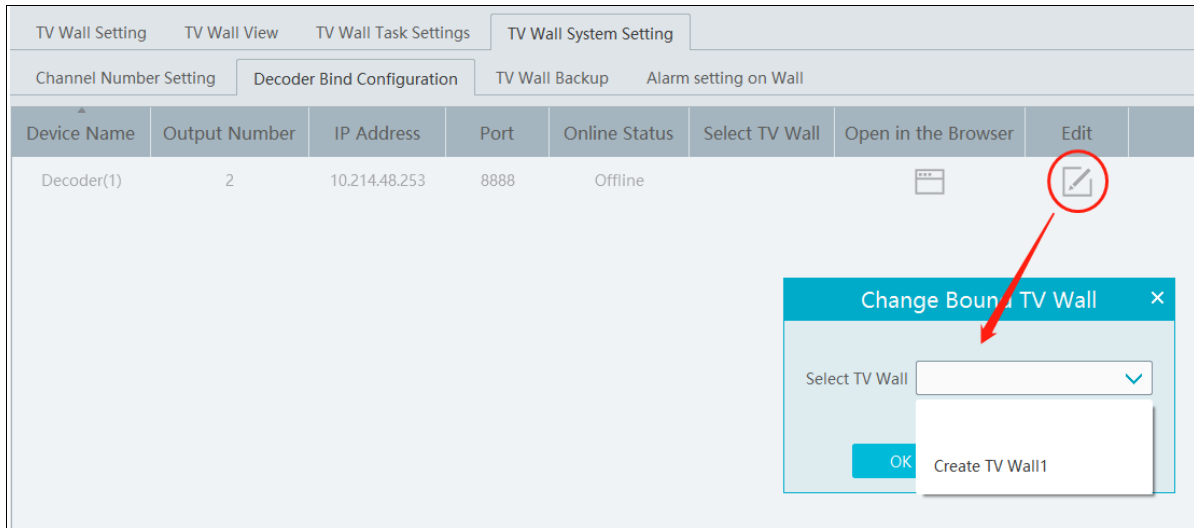 TV Wall Setting TV Wall View TV Wall Task Settings TV Wall System Setting
Channel Number Setting Decoder Bind Configuration TV Wall Backup Alarm setting on Wall
Device Name Output Number IP Address Port Online Status Select TV Wall Open in the Browser Edit
Decoder(1) 2 10.214.48.253 8888 Offline
Change Bound TV Wall ×
Select TV Wall
OK
Create TV Wall1